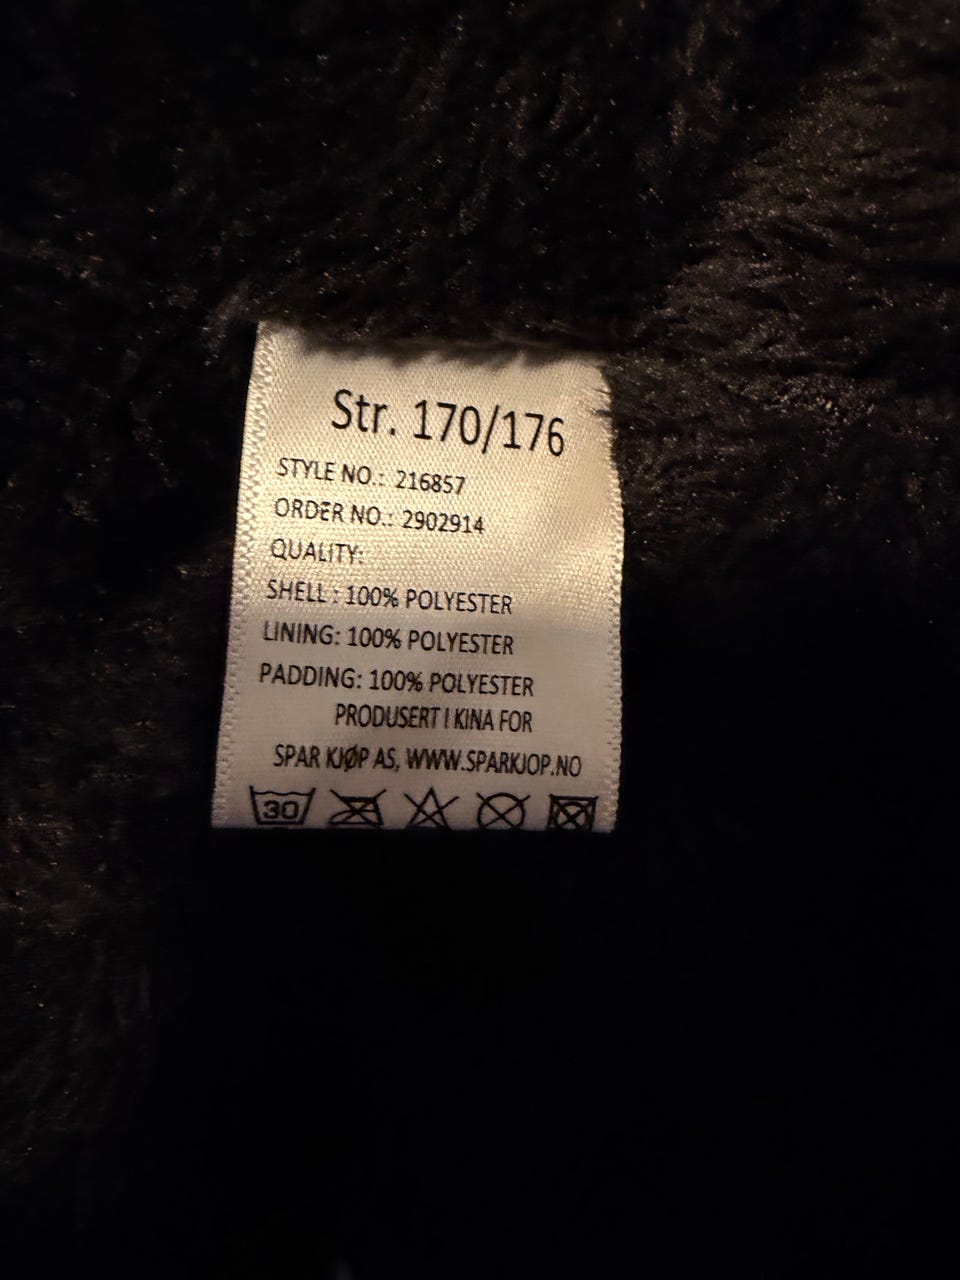 Str. 170/176
STYLE NO.: 216857
ORDER NO.: 2902914
QUALITY:
SHELL : 100% POLYESTER
LINING: 100% POLYESTER
PADDING: 100% POLYESTER
PRODUSERT I KINA FOR
SPAR KJØP AS, WWW.SPARKJOP.NO
30